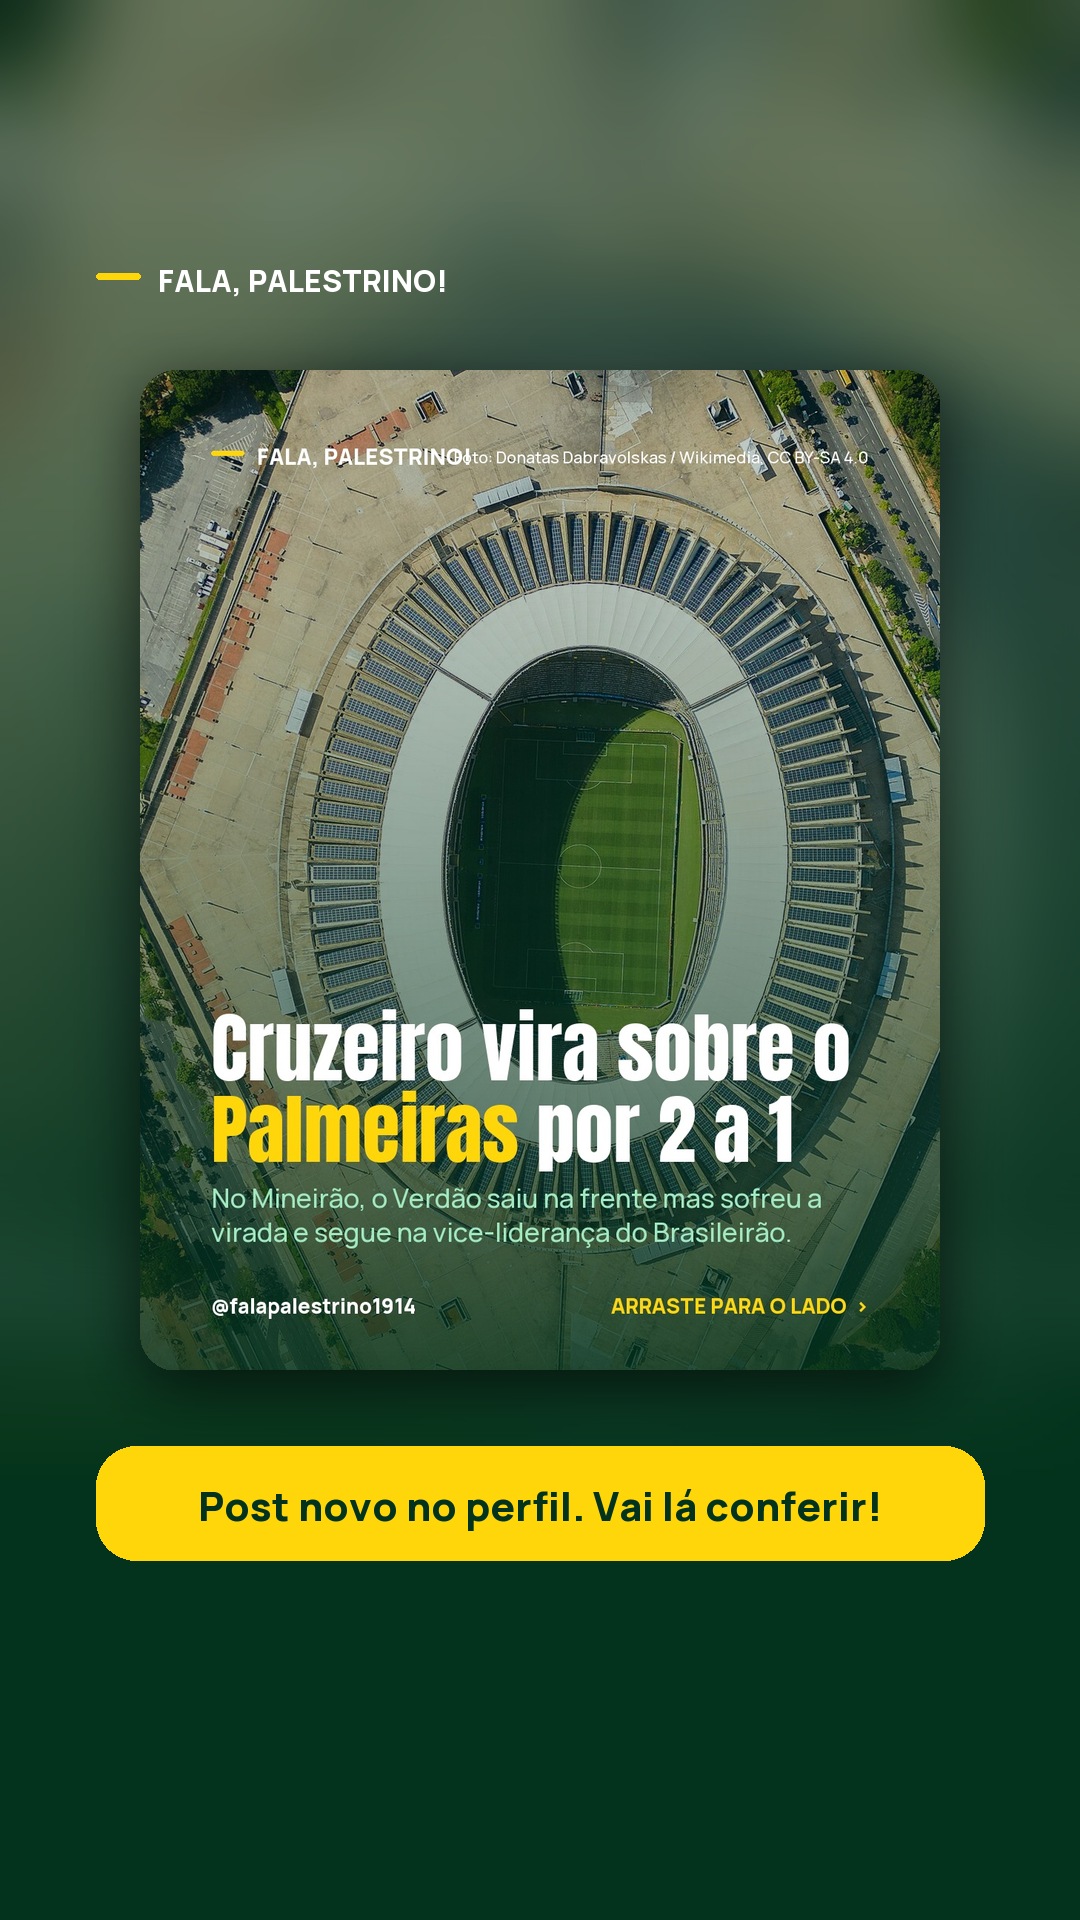 FALA, PALESTRINO!
FALA, PALESTRINO!
Foto: Donatas Dabravolskas / Wikimedia, CC BY-SA 4.0
Cruzeiro vira sobre o
Palmeiras por 2 a 1
No Mineirão, o Verdão saiu na frente mas sofreu a
virada e segue na vice-liderança do Brasileirão.
@falapalestrino1914
ARRASTE PARA O LADO ›
Post novo no perfil. Vai lá conferir!